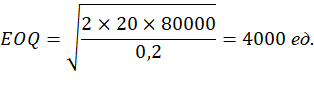 EOQ = √(2 × 20 × 80000 / 0,2) = 4000 ед.